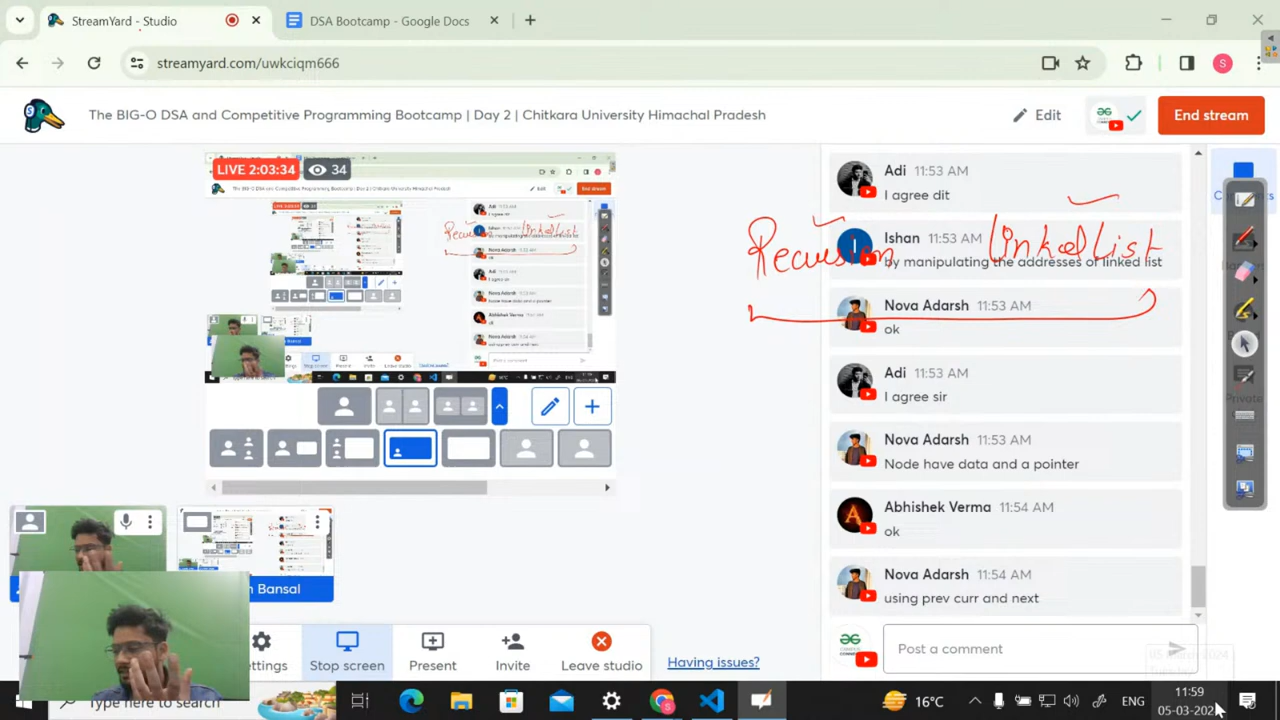 StreamYard - Studio
DSA Bootcamp - Google Docs
streamyard.com/uwkciqm666
The BIG-O DSA and Competitive Programming Bootcamp | Day 2 | Chitkara University Himachal Pradesh
Edit
End stream
LIVE 2:03:34 34
Adi 11:53 AM
I agree dit
Ishan 11:53 AM
by manipulating the addresses of linked list
Recursion linked list
Nova Adarsh 11:53 AM
ok
Adi 11:53 AM
I agree sir
Nova Adarsh 11:53 AM
Node have data and a pointer
Abhishek Verma 11:54 AM
ok
Nova Adarsh 11:54 AM
using prev curr and next
Private
Bansal
Post a comment
ettings
Stop screen
Present
Invite
Leave studio
Having issues?
Type here to search
16°C
ENG
11:59
05-03-202